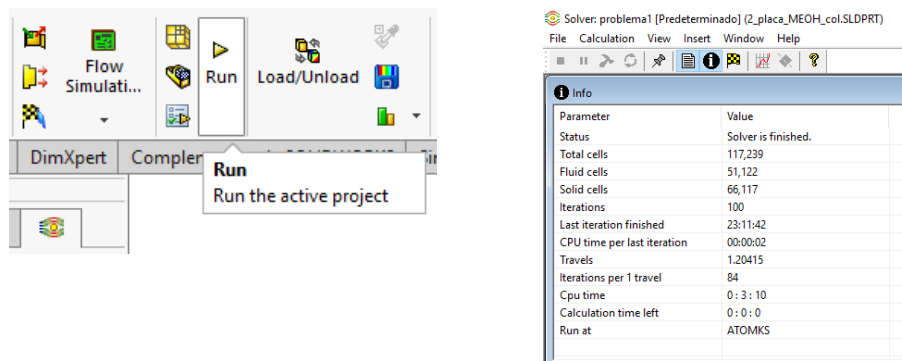 Flow
Simulati...
Run
Load/Unload
DimXpert
Run
Run the active project
Solver: problema1 [Predeterminado] (2_placa_MEOH_col.SLDPRT)
File Calculation View Insert Window Help
Info
Parameter Value
Status Solver is finished.
Total cells 117,239
Fluid cells 51,122
Solid cells 66,117
Iterations 100
Last iteration finished 23:11:42
CPU time per last iteration 00:00:02
Travels 1.20415
Iterations per 1 travel 84
Cpu time 0 : 3 : 10
Calculation time left 0 : 0 : 0
Run at ATOMKS